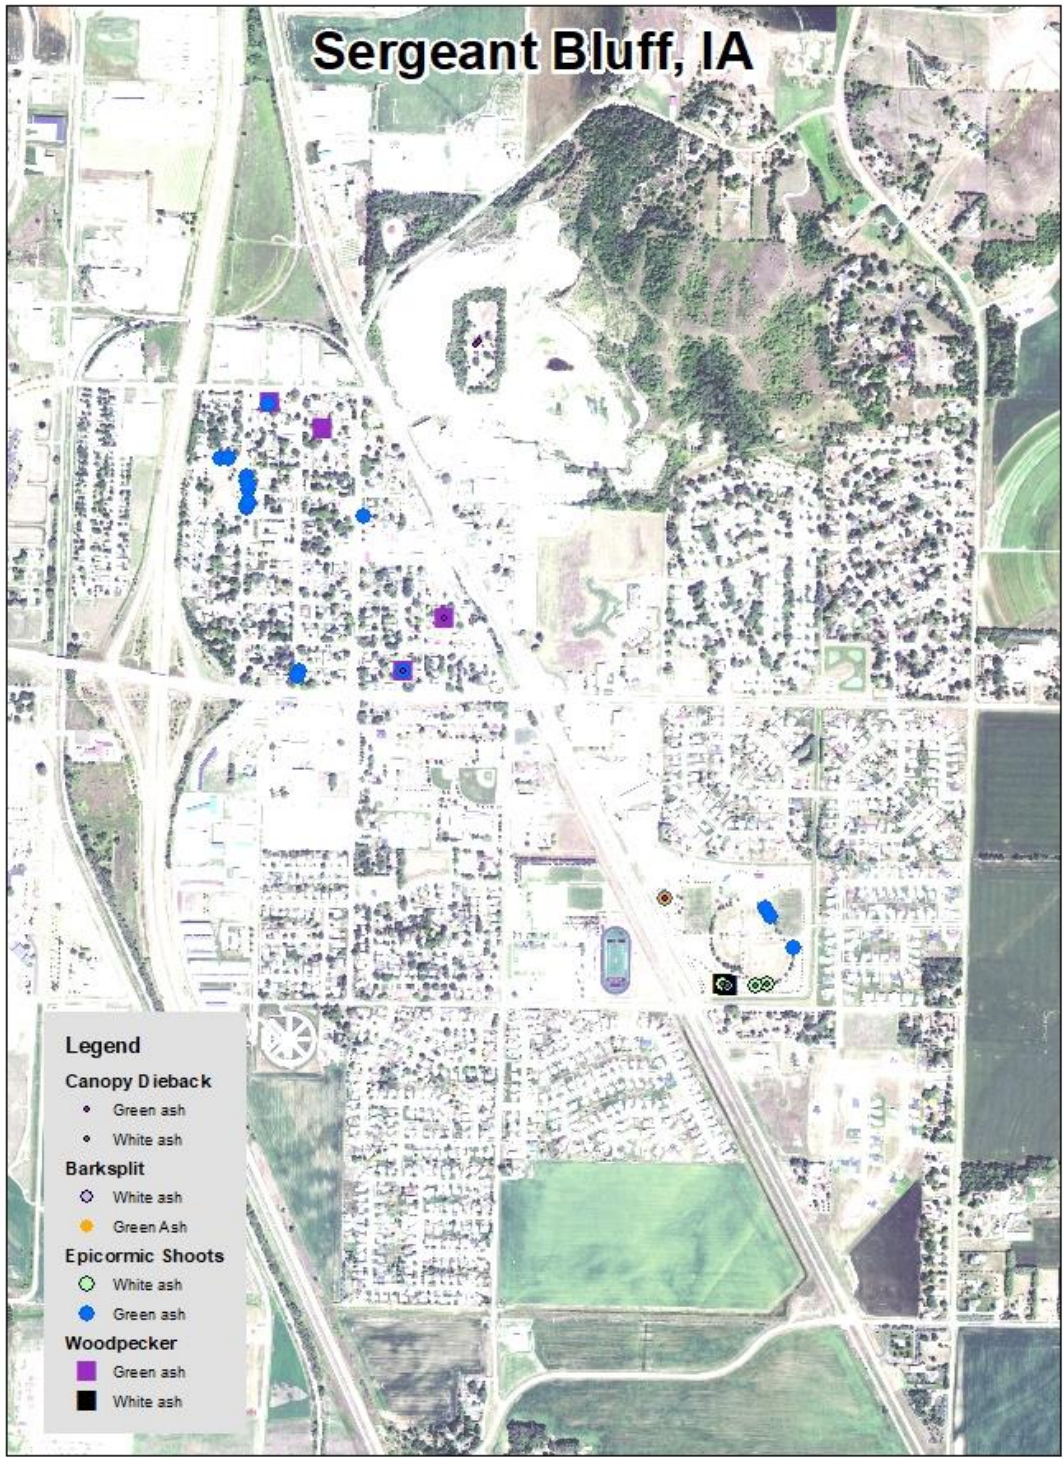 Sergeant Bluff, IA
Legend
Canopy Dieback
Green ash
White ash
Barksplit
White ash
Green Ash
Epicormic Shoots
White ash
Green ash
Woodpecker
Green ash
White ash